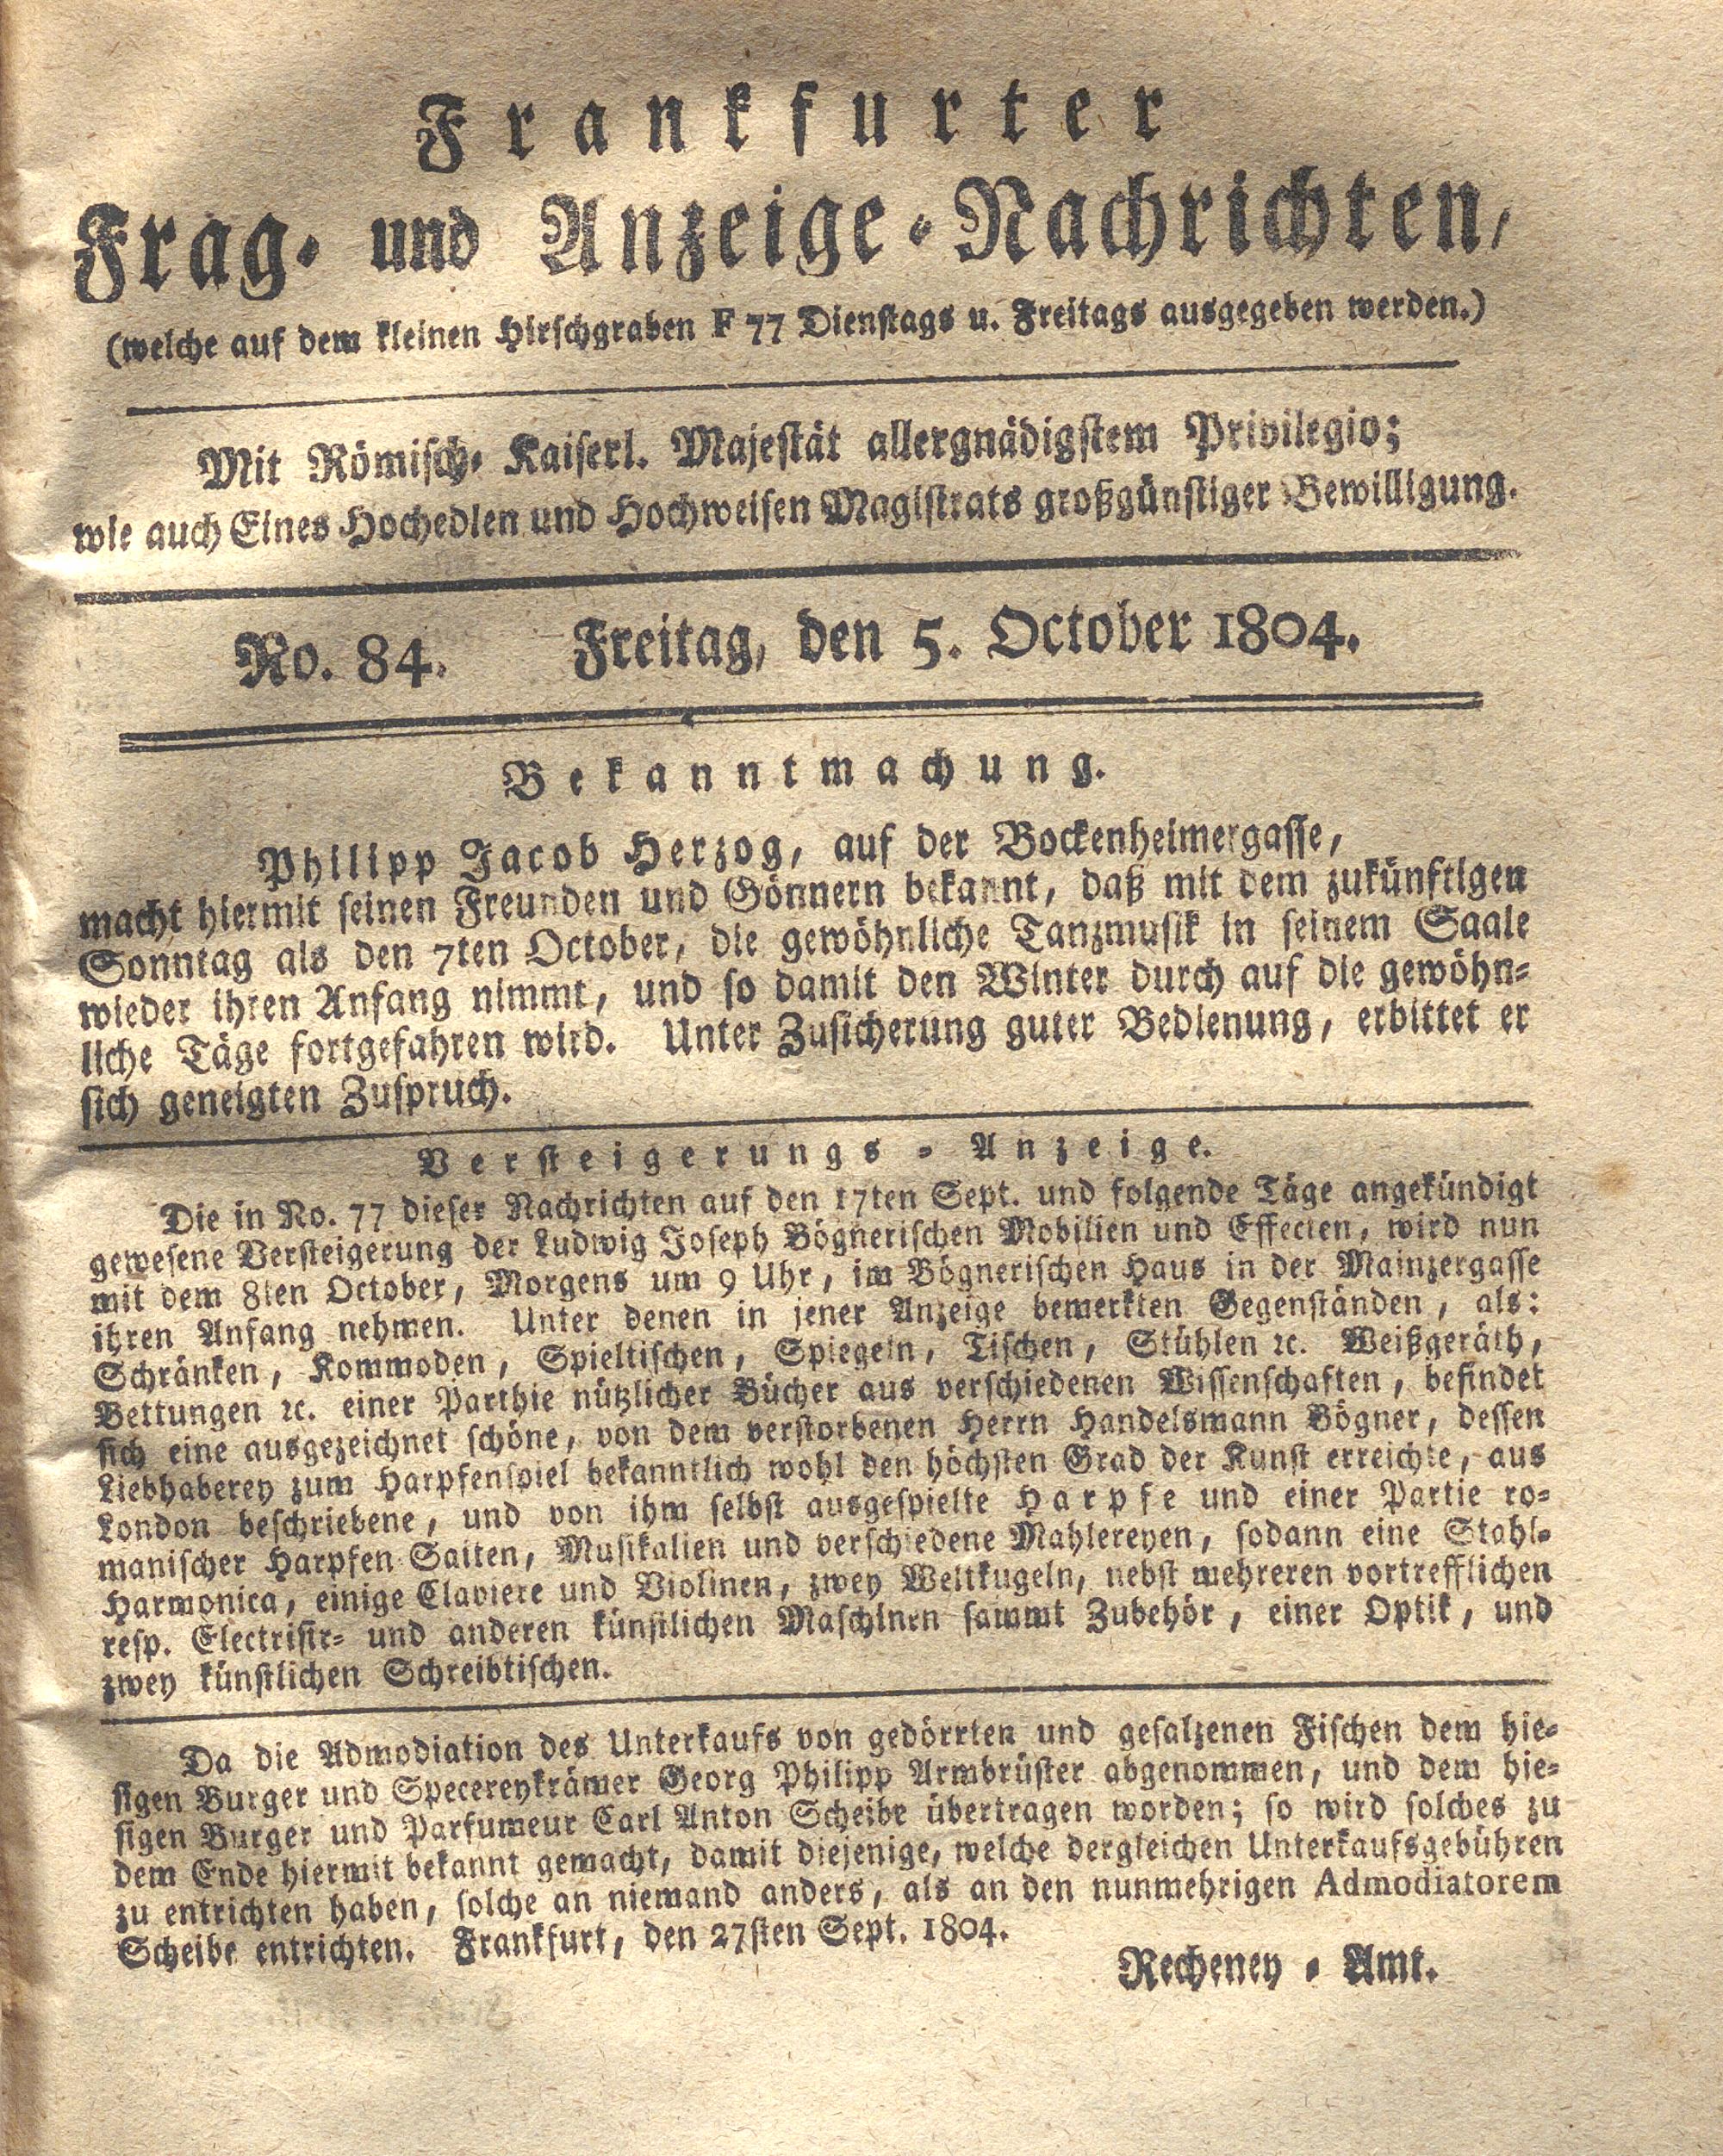 Frankfurter
Frag- und Anzeige-Nachrichten,
(welche auf dem kleinen Hirschgraben F 77 Dienstags u. Freitags ausgegeben werden.)
Mit Römisch- Kaiserl. Majestät allergnädigstem Privilegio;
wie auch Eines Hochedlen und Hochweisen Magistrats großgünstiger Bewilligung.
No. 84. Freitag, den 5. October 1804.
Bekanntmachung.
Philipp Jacob Herzog, auf der Bockenheimergasse,
macht hiermit seinen Freunden und Gönnern bekannt, daß mit dem zukünftigen
Sonntag als den 7ten October, die gewöhnliche Tanzmusik in seinem Saale
wieder ihren Anfang nimmt, und so damit den Winter durch auf die gewöhn-
liche Täge fortgefahren wird. Unter Zusicherung guter Bedienung, erbittet er
sich geneigten Zuspruch.
Versteigerungs-Anzeige.
Die in No. 77 dieser Nachrichten auf den 17ten Sept. und folgende Täge angekündigt
gewesene Versteigerung der Ludwig Joseph Bögnerischen Mobilien und Effecten, wird nun
mit dem 8ten October, Morgens um 9 Uhr, im Bögnerischen Haus in der Mainzergasse
ihren Anfang nehmen. Unter denen in jener Anzeige bemerkten Gegenständen, als:
Schränken, Kommoden, Spieltischen, Spiegeln, Tischen, Stühlen ꝛc. Weißgeräth,
Bettungen ꝛc. einer Parthie nützlicher Bücher aus verschiedenen Wissenschaften, befindet
sich eine ausgezeichnet schöne, von dem verstorbenen Herrn Handelsmann Bögner, dessen
Liebhaberey zum Harpfenspiel bekanntlich wohl den höchsten Grad der Kunst erreichte, aus
London beschriebene, und von ihm selbst ausgespielte Harpfe und einer Partie ro-
manischer Harpfen-Saiten, Musikalien und verschiedene Mahlereyen, sodann eine Stahl-
Harmonica, einige Claviere und Violinen, zwey Weltkugeln, nebst mehreren vortrefflichen
resp. Electrisir- und anderen künstlichen Maschinen sammt Zubehör, einer Optik, und
zwey künstlichen Schreibtischen.
Da die Admodiation des Unterkaufs von gedörrten und gesalzenen Fischen dem hie-
sigen Burger und Specereykrämer Georg Philipp Armbrüster abgenommen, und dem hie-
sigen Burger und Parfumeur Carl Anton Scheibe übertragen worden; so wird solches zu
dem Ende hiermit bekannt gemacht, damit diejenige, welche dergleichen Unterkaufsgebühren
zu entrichten haben, solche an niemand anders, als an den nunmehrigen Admodiatorem
Scheibe entrichten. Frankfurt, den 27sten Sept. 1804.
Recheney-Amt.